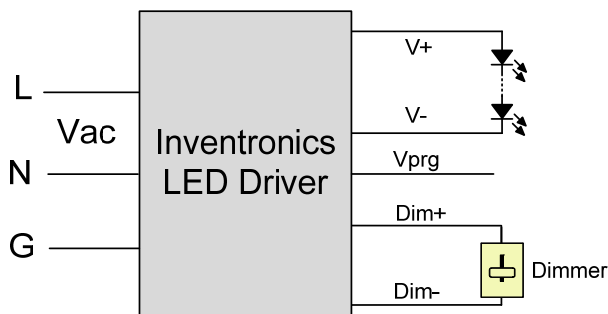 L
Vac
N
G
Inventronics
LED Driver
V+
V-
Vprg
Dim+
Dim-
Dimmer